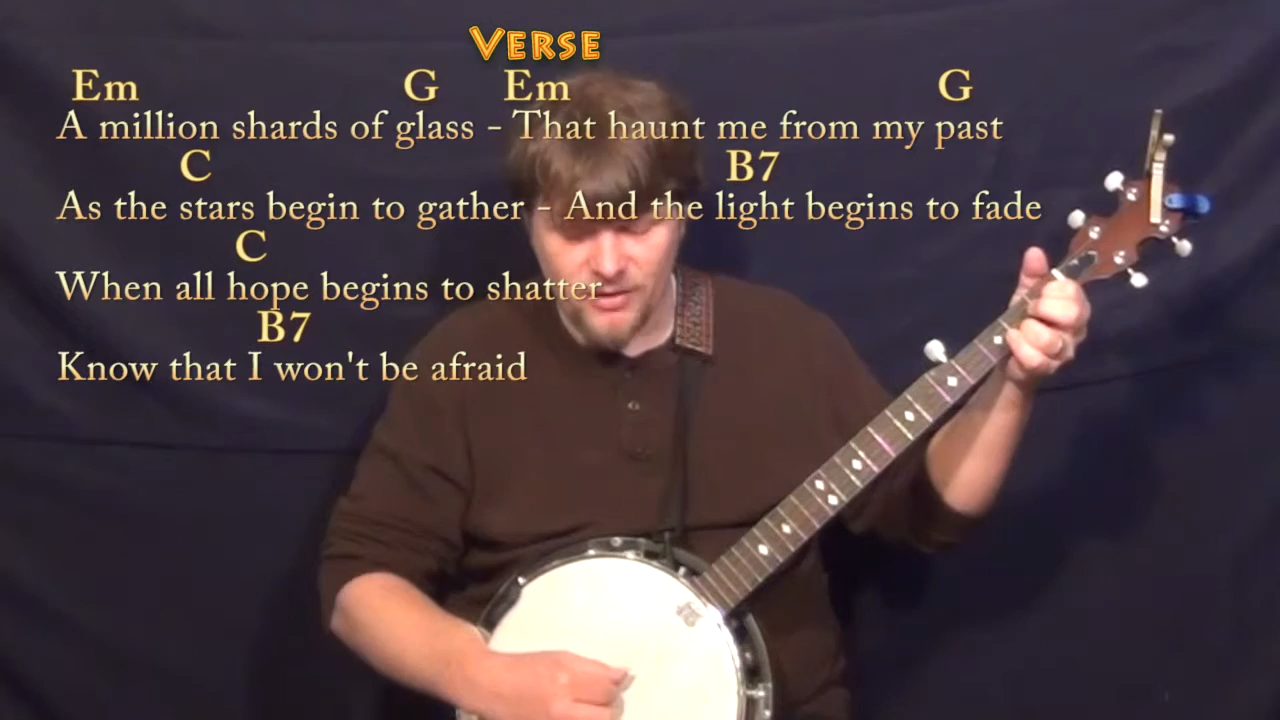 VERSE
Em G Em G
A million shards of glass - That haunt me from my past
C B7
As the stars begin to gather - And the light begins to fade
C
When all hope begins to shatter
B7
Know that I won't be afraid